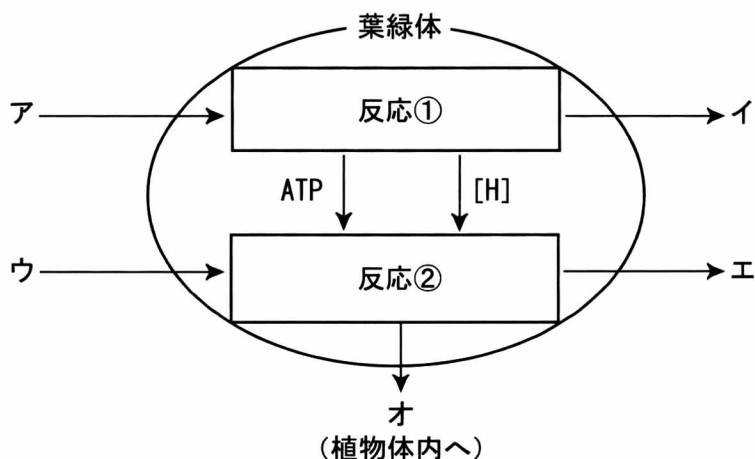 葉緑体
ア
反応①
イ
ATP
[H]
ウ
反応②
エ
オ
(植物体内へ)